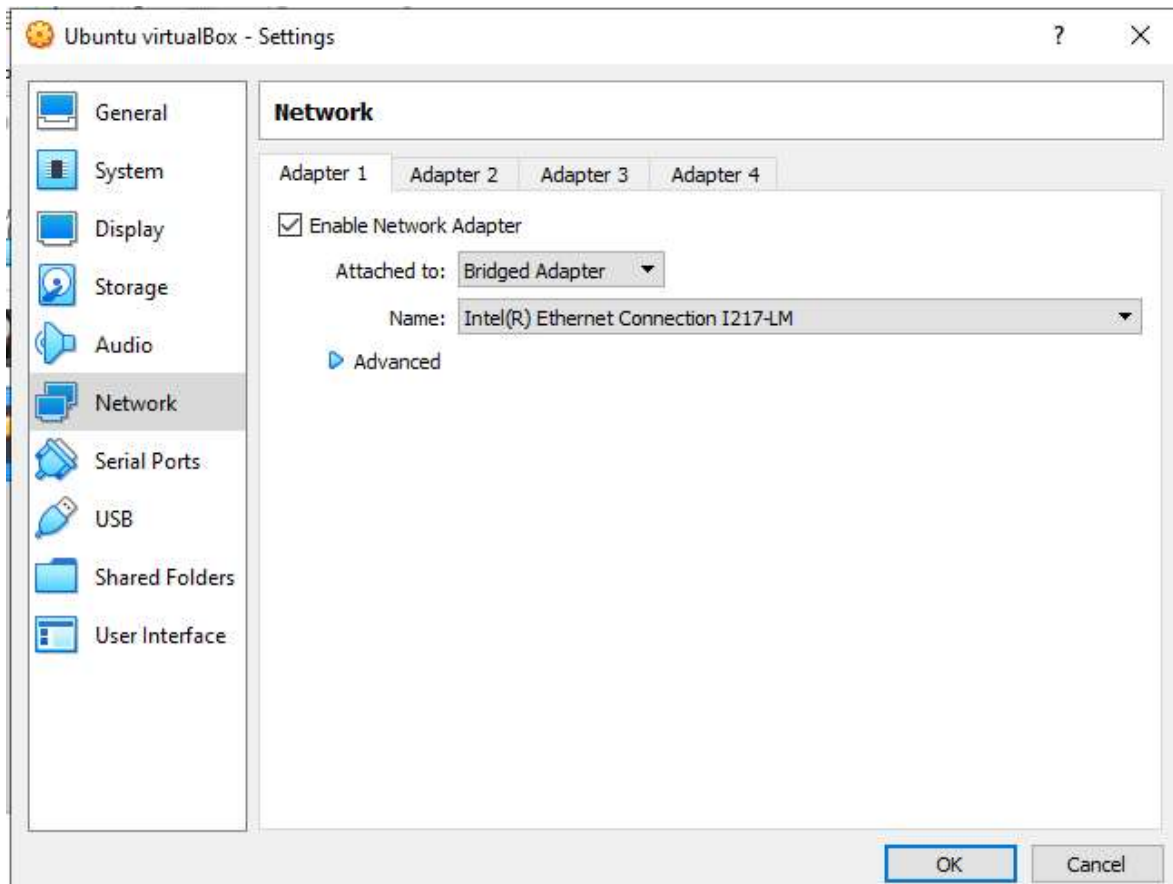 Ubuntu virtualBox - Settings
?
General
System
Display
Storage
Audio
Network
Serial Ports
USB
Shared Folders
User Interface
Network
Adapter 1 Adapter 2 Adapter 3 Adapter 4
Enable Network Adapter
Attached to: Bridged Adapter
Name: Intel(R) Ethernet Connection I217-LM
Advanced
OK Cancel